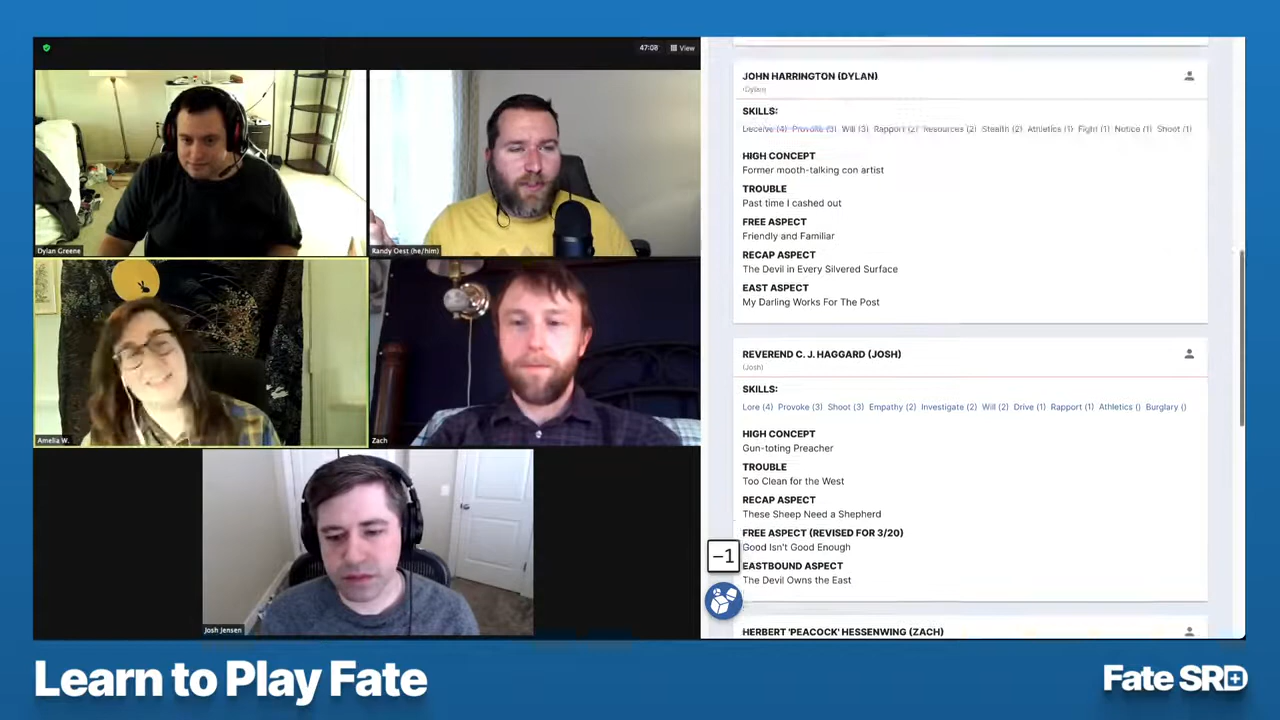 47:08 View
Dylan Greene
Randy Oest (he/him)
Amelia W.
Zach
Josh Jensen
JOHN HARRINGTON (DYLAN)
(Dylan)
SKILLS:
Deceive (4) Provoke (3) Will (3) Rapport (2) Resources (2) Stealth (2) Athletics (1) Fight (1) Notice (1) Shoot (1)
HIGH CONCEPT
Former mooth-talking con artist
TROUBLE
Past time I cashed out
FREE ASPECT
Friendly and Familiar
RECAP ASPECT
The Devil in Every Silvered Surface
EAST ASPECT
My Darling Works For The Post
REVEREND C. J. HAGGARD (JOSH)
(Josh)
SKILLS:
Lore (4) Provoke (3) Shoot (3) Empathy (2) Investigate (2) Will (2) Drive (1) Rapport (1) Athletics () Burglary ()
HIGH CONCEPT
Gun-toting Preacher
TROUBLE
Too Clean for the West
RECAP ASPECT
These Sheep Need a Shepherd
FREE ASPECT (REVISED FOR 3/20)
Good Isn't Good Enough
EASTBOUND ASPECT
The Devil Owns the East
−1
HERBERT 'PEACOCK' HESSENWING (ZACH)
Learn to Play Fate
Fate SRD